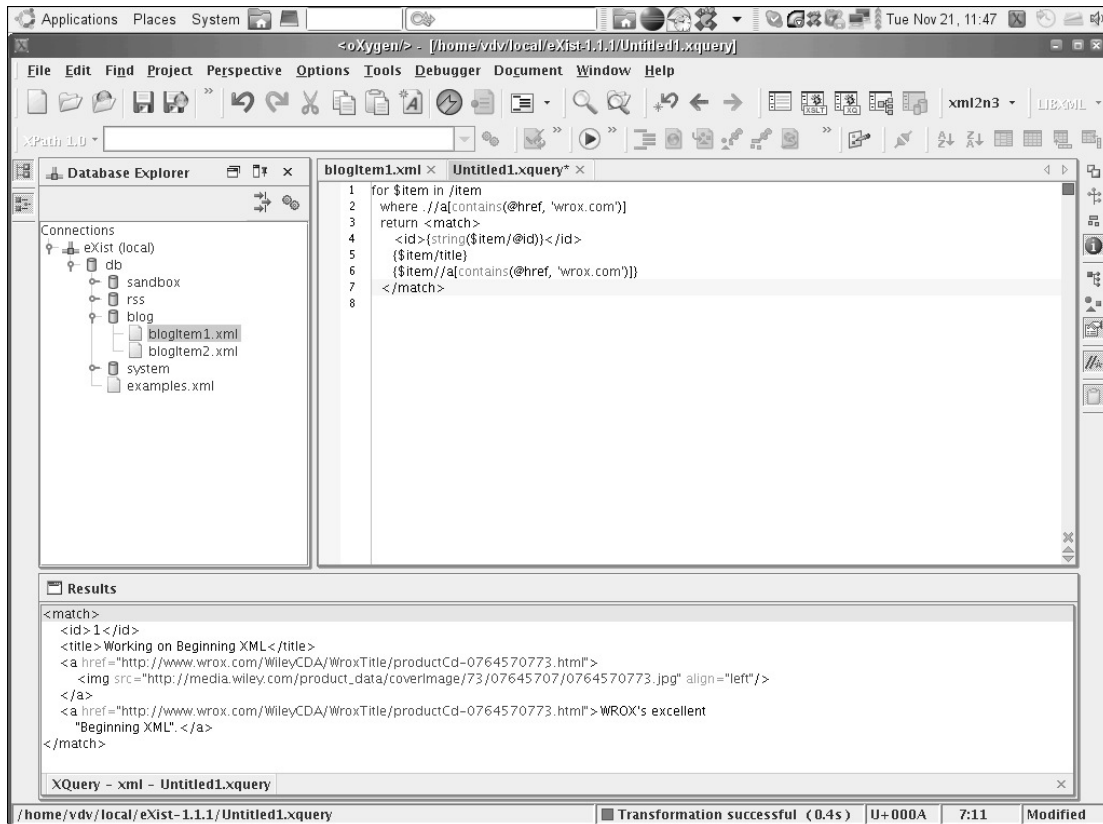 Applications Places System Tue Nov 21, 11:47
<oXygen/> - [/home/vdv/local/eXist-1.1.1/Untitled1.xquery]
File Edit Find Project Perspective Options Tools Debugger Document Window Help
xml2n3
XPath 1.0
Database Explorer
blogItem1.xml × Untitled1.xquery* ×
Connections
eXist (local)
db
sandbox
rss
blog
blogItem1.xml
blogItem2.xml
system
examples.xml
1 for $item in /item
2 where .//a[contains(@href, 'wrox.com')]
3 return <match>
4 <id>{string($item/@id)}</id>
5 {$item/title}
6 {$item//a[contains(@href, 'wrox.com')]}
7 </match>
8
Results
<match>
<id>1</id>
<title>Working on Beginning XML</title>
<a href="http://www.wrox.com/WileyCDA/WroxTitle/productCd-0764570773.html">
<img src="http://media.wiley.com/product_data/coverImage/73/07645707/0764570773.jpg" align="left"/>
</a>
<a href="http://www.wrox.com/WileyCDA/WroxTitle/productCd-0764570773.html">WROX's excellent
"Beginning XML".</a>
</match>
XQuery - xml - Untitled1.xquery
/home/vdv/local/eXist-1.1.1/Untitled1.xquery Transformation successful (0.4s) U+000A 7:11 Modified